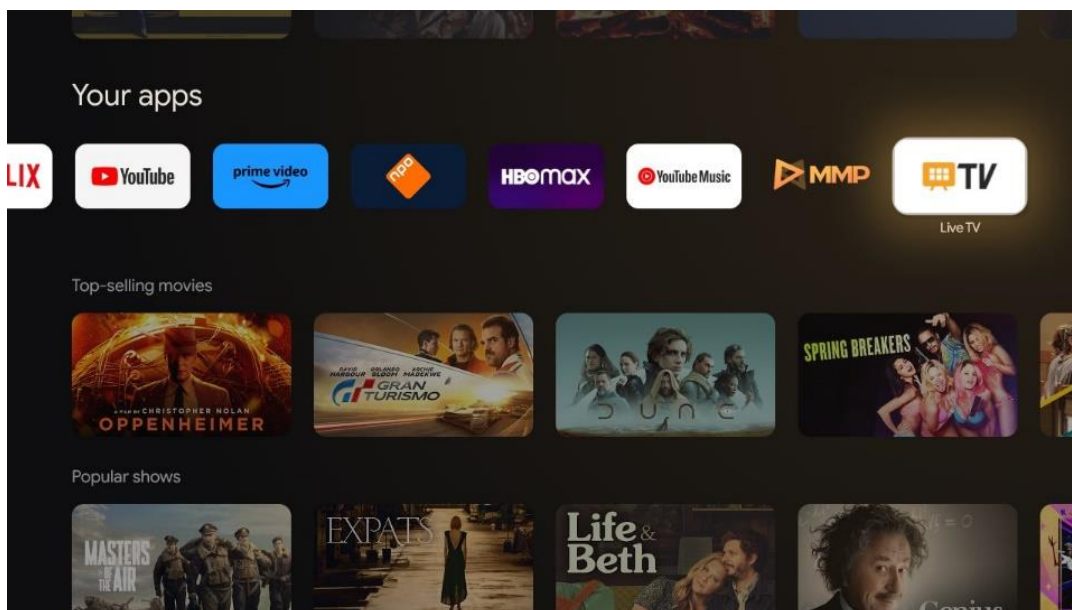 Your apps
LIX
YouTube
prime video
npo
HBOmax
YouTube Music
MMP
TV
Live TV
Top-selling movies
A FILM BY CHRISTOPHER NOLAN
OPPENHEIMER
DAVID HARBOUR ORLANDO BLOOM ARCHIE MADEKWE
GRAN
TURISMO
DUNE
SPRING BREAKERS
Popular shows
MASTERS
OF THE
AIR
EXPATS
Life &
Beth
= 0
Genius